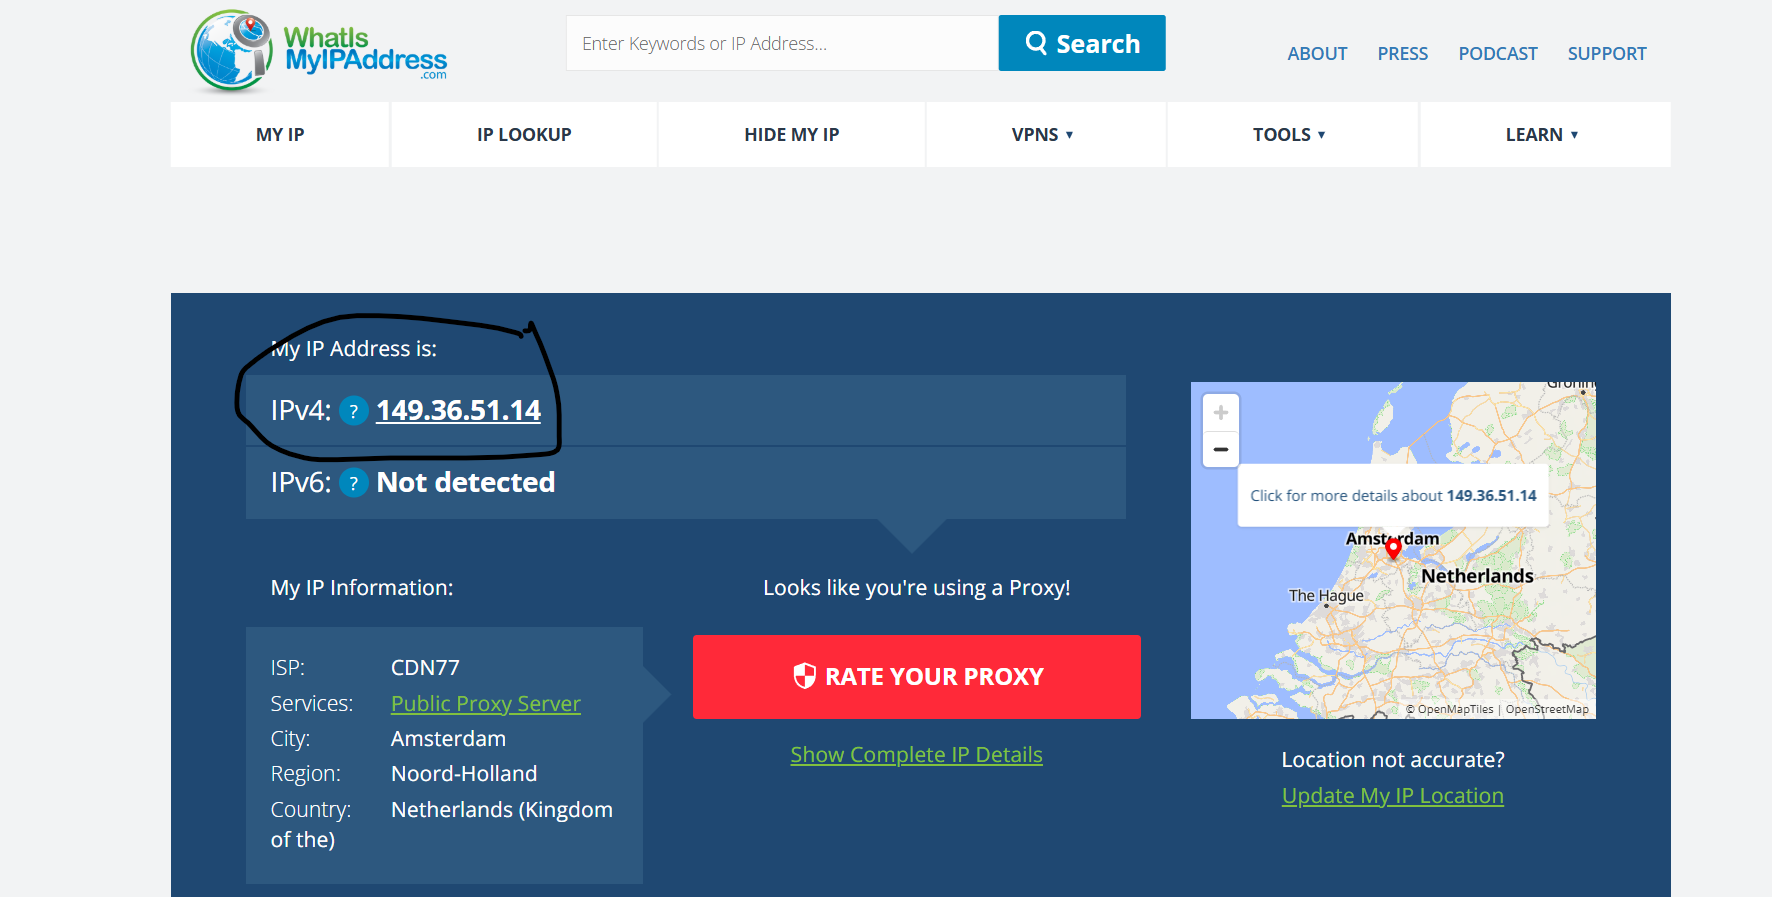 WhatIs
MyIPAddress
.com
Enter Keywords or IP Address...
Search
ABOUT PRESS PODCAST SUPPORT
MY IP IP LOOKUP HIDE MY IP VPNS ▾ TOOLS ▾ LEARN ▾
My IP Address is:
IPv4: ? 149.36.51.14
IPv6: ? Not detected
My IP Information:
ISP: CDN77
Services: Public Proxy Server
City: Amsterdam
Region: Noord-Holland
Country: Netherlands (Kingdom
of the)
Looks like you're using a Proxy!
RATE YOUR PROXY
Show Complete IP Details
+
−
Click for more details about 149.36.51.14
Amsterdam
Netherlands
The Hague
© OpenMapTiles | OpenStreetMap
Location not accurate?
Update My IP Location